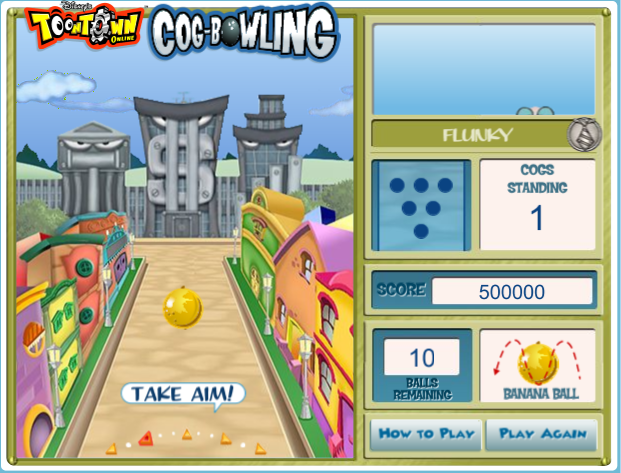 Disney's
TOONTOWN
ONLINE
COG-BOWLING
FLUNKY
COGS
STANDING
1
SCORE 500000
10
BALLS
REMAINING
BANANA BALL
TAKE AIM!
HOW TO PLAY
PLAY AGAIN